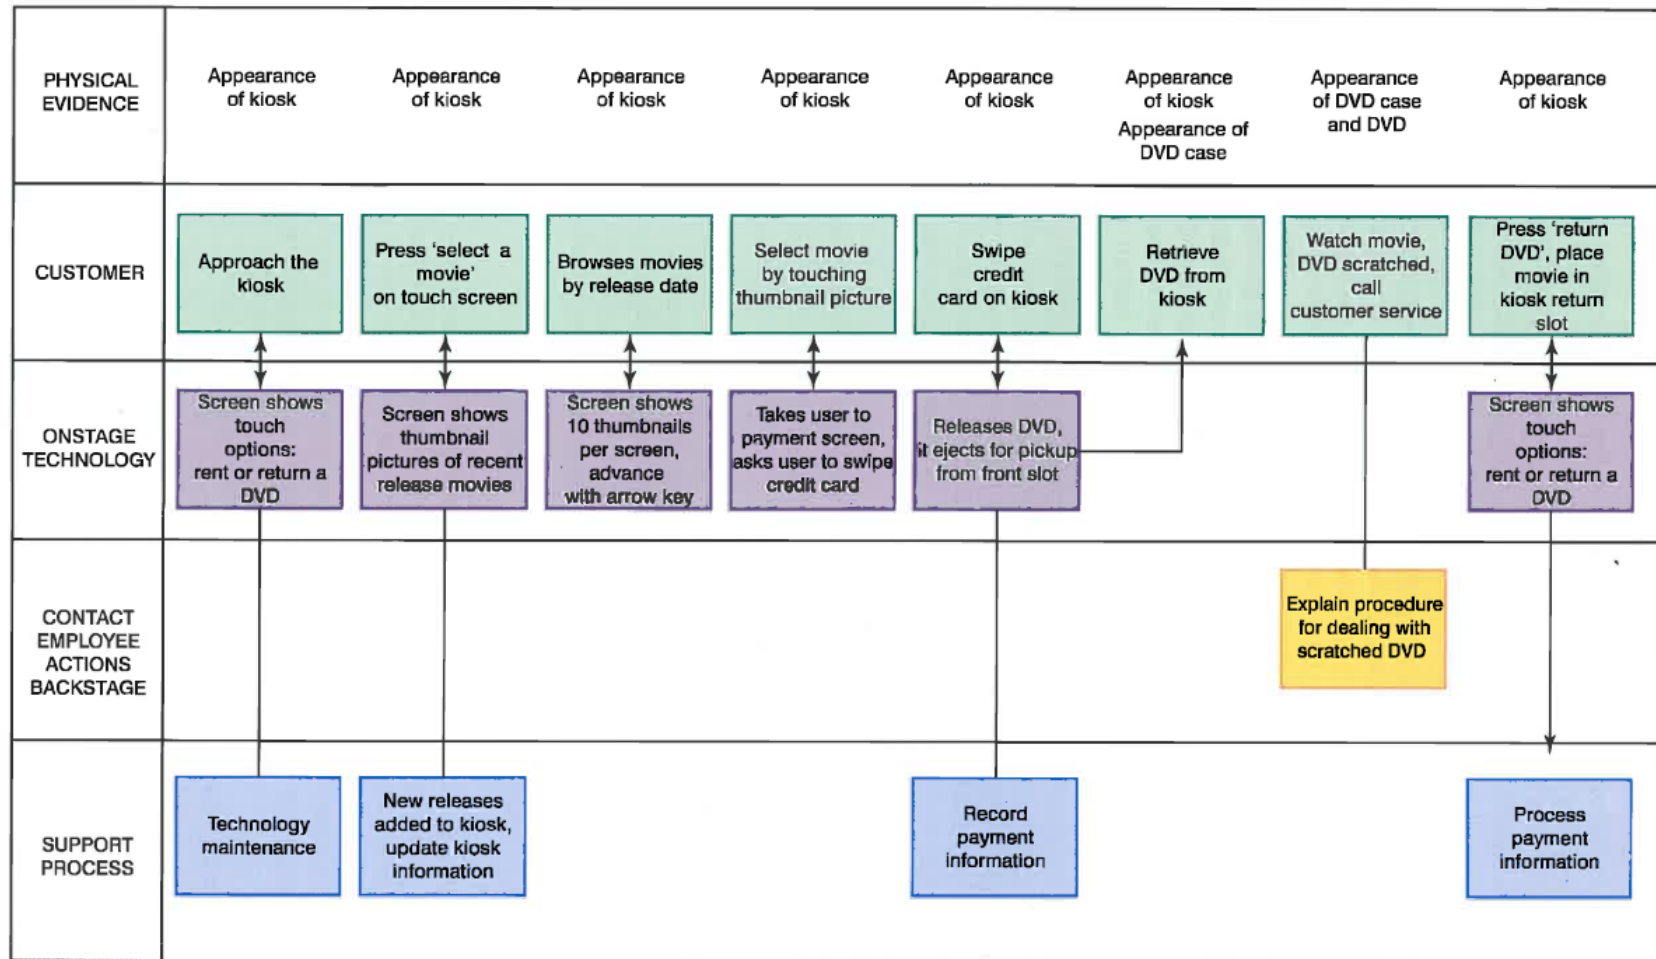 PHYSICAL
EVIDENCE
Appearance
of kiosk
Appearance
of kiosk
Appearance
of kiosk
Appearance
of kiosk
Appearance
of kiosk
Appearance
of kiosk
Appearance of
DVD case
Appearance
of DVD case
and DVD
Appearance
of kiosk
CUSTOMER
Approach the
kiosk
Press ‘select a
movie’
on touch screen
Browses movies
by release date
Select movie
by touching
thumbnail picture
Swipe
credit
card on kiosk
Retrieve
DVD from
kiosk
Watch movie,
DVD scratched,
call
customer service
Press ‘return
DVD’, place
movie in
kiosk return
slot
ONSTAGE
TECHNOLOGY
Screen shows
touch
options:
rent or return a
DVD
Screen shows
thumbnail
pictures of recent
release movies
Screen shows
10 thumbnails
per screen,
advance
with arrow key
Takes user to
payment screen,
asks user to swipe
credit card
Releases DVD,
it ejects for pickup
from front slot
Screen shows
touch
options:
rent or return a
DVD
CONTACT
EMPLOYEE
ACTIONS
BACKSTAGE
Explain procedure
for dealing with
scratched DVD
SUPPORT
PROCESS
Technology
maintenance
New releases
added to kiosk,
update kiosk
information
Record
payment
information
Process
payment
information